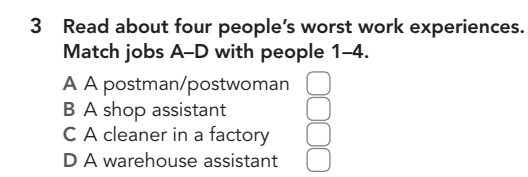 3 Read about four people's worst work experiences.
Match jobs A–D with people 1–4.
A A postman/postwoman
B A shop assistant
C A cleaner in a factory
D A warehouse assistant